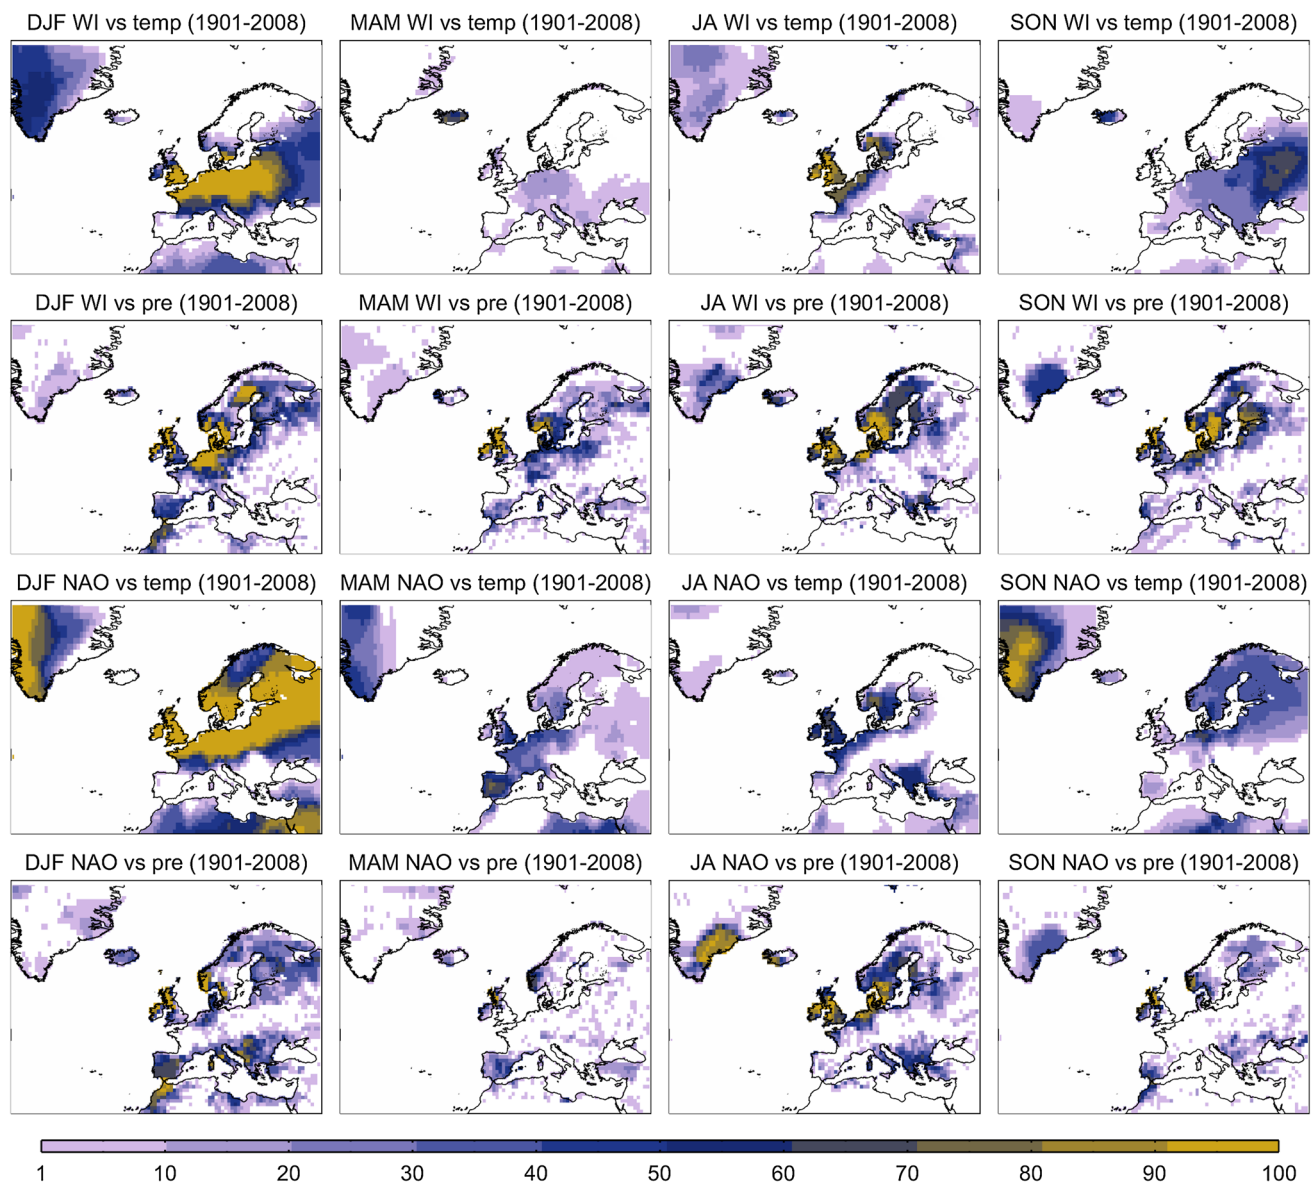 DJF WI vs temp (1901-2008) MAM WI vs temp (1901-2008) JA WI vs temp (1901-2008) SON WI vs temp (1901-2008)
DJF WI vs pre (1901-2008) MAM WI vs pre (1901-2008) JA WI vs pre (1901-2008) SON WI vs pre (1901-2008)
DJF NAO vs temp (1901-2008) MAM NAO vs temp (1901-2008) JA NAO vs temp (1901-2008) SON NAO vs temp (1901-2008)
DJF NAO vs pre (1901-2008) MAM NAO vs pre (1901-2008) JA NAO vs pre (1901-2008) SON NAO vs pre (1901-2008)
1 10 20 30 40 50 60 70 80 90 100